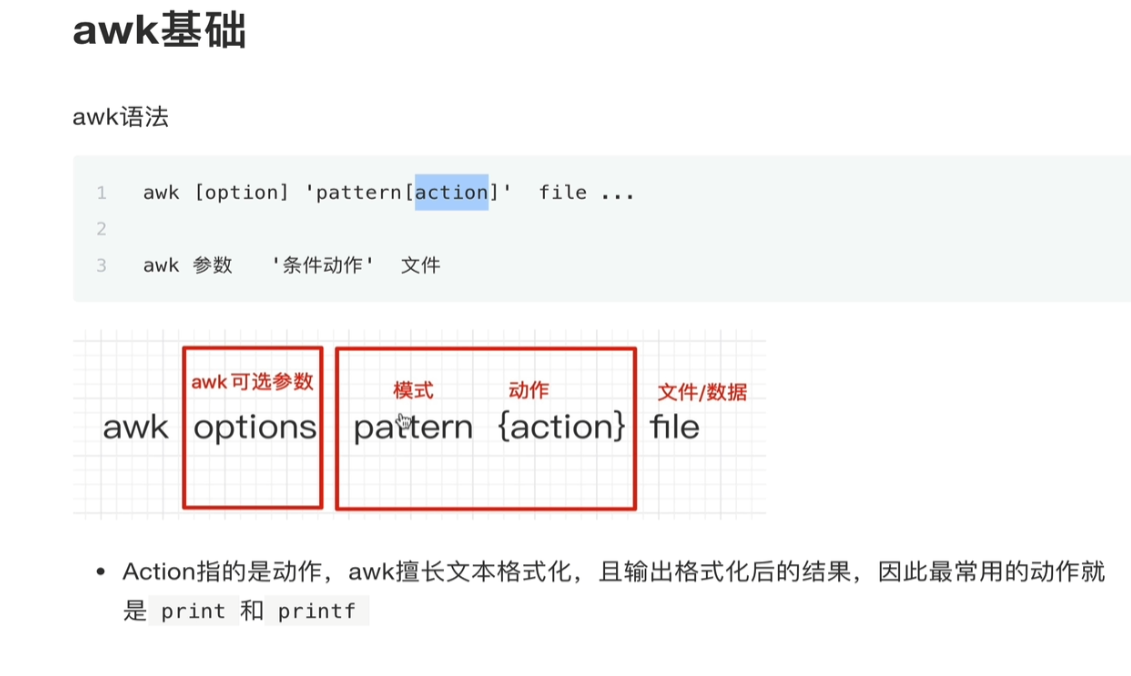 awk基础
awk语法
1 awk [option] 'pattern[action]' file ...
2
3 awk 参数 '条件动作' 文件
awk可选参数 模式 动作 文件/数据
awk options pattern {action} file
• Action指的是动作，awk擅长文本格式化，且输出格式化后的结果，因此最常用的动作就
是 print 和 printf